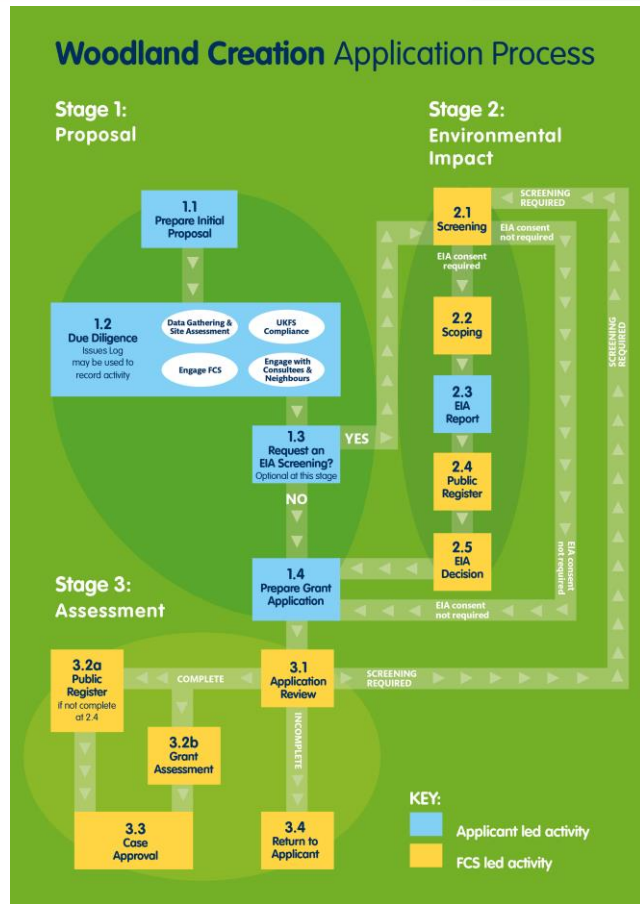 Woodland Creation Application Process
Stage 1:
Proposal
Stage 2:
Environmental
Impact
1.1
Prepare Initial
Proposal
1.2
Due Diligence
Issues Log
may be used to
record activity
Data Gathering &
Site Assessment
UKFS
Compliance
Engage FCS
Engage with
Consultees &
Neighbours
1.3
Request an
EIA Screening?
Optional at this
stage
YES
NO
1.4
Prepare Grant
Application
2.1
Screening
SCREENING
REQUIRED
EIA consent
not required
EIA consent
required
2.2
Scoping
2.3
EIA
Report
2.4
Public
Register
2.5
EIA
Decision
EIA consent
not required
EIA consent
not required
SCREENING
REQUIRED
Stage 3:
Assessment
3.1
Application
Review
SCREENING
REQUIRED
COMPLETE
INCOMPLETE
3.2a
Public
Register
if not complete
at 2.4
3.2b
Grant
Assessment
3.3
Case
Approval
3.4
Return to
Applicant
KEY:
Applicant led activity
FCS led activity